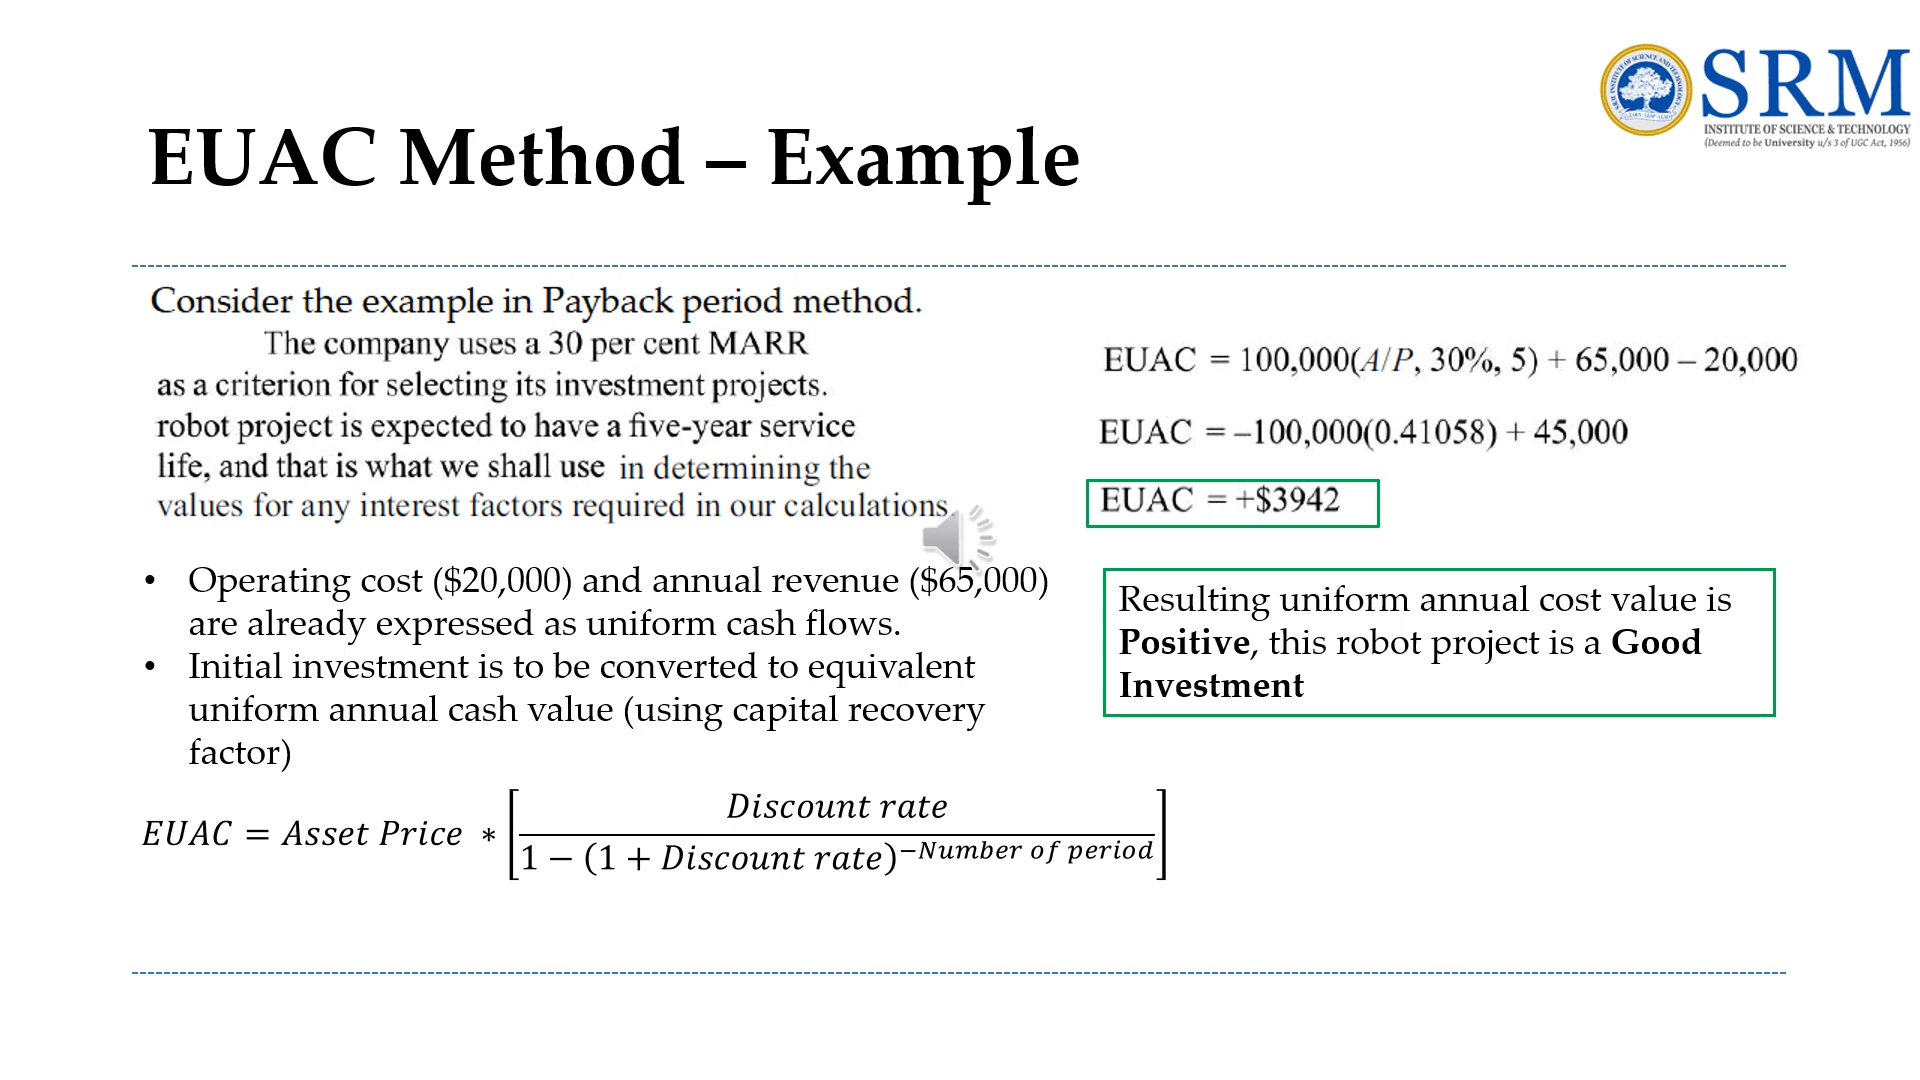 SRM
INSTITUTE OF SCIENCE & TECHNOLOGY
(Deemed to be University u/s 3 of UGC Act, 1956)
EUAC Method – Example
Consider the example in Payback period method.
The company uses a 30 per cent MARR
as a criterion for selecting its investment projects.
robot project is expected to have a five-year service
life, and that is what we shall use in determining the
values for any interest factors required in our calculations.
• Operating cost ($20,000) and annual revenue ($65,000)
are already expressed as uniform cash flows.
• Initial investment is to be converted to equivalent
uniform annual cash value (using capital recovery
factor)
EUAC = Asset Price * [Discount rate / 1 − (1 + Discount rate)^−Number of period]
EUAC = 100,000(A/P, 30%, 5) + 65,000 – 20,000
EUAC = –100,000(0.41058) + 45,000
EUAC = +$3942
Resulting uniform annual cost value is
Positive, this robot project is a Good
Investment